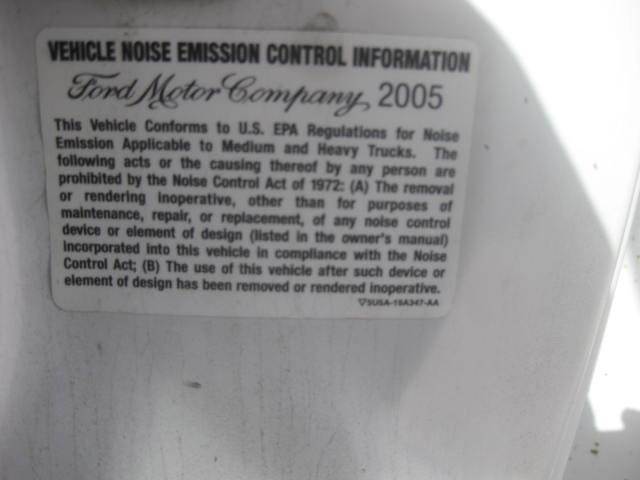 VEHICLE NOISE EMISSION CONTROL INFORMATION
Ford Motor Company 2005
This Vehicle Conforms to U.S. EPA Regulations for Noise
Emission Applicable to Medium and Heavy Trucks. The
following acts or the causing thereof by any person are
prohibited by the Noise Control Act of 1972: (A) The removal
or rendering inoperative, other than for purposes of
maintenance, repair, or replacement, of any noise control
device or element of design (listed in the owner's manual)
incorporated into this vehicle in compliance with the Noise
Control Act; (B) The use of this vehicle after such device or
element of design has been removed or rendered inoperative.